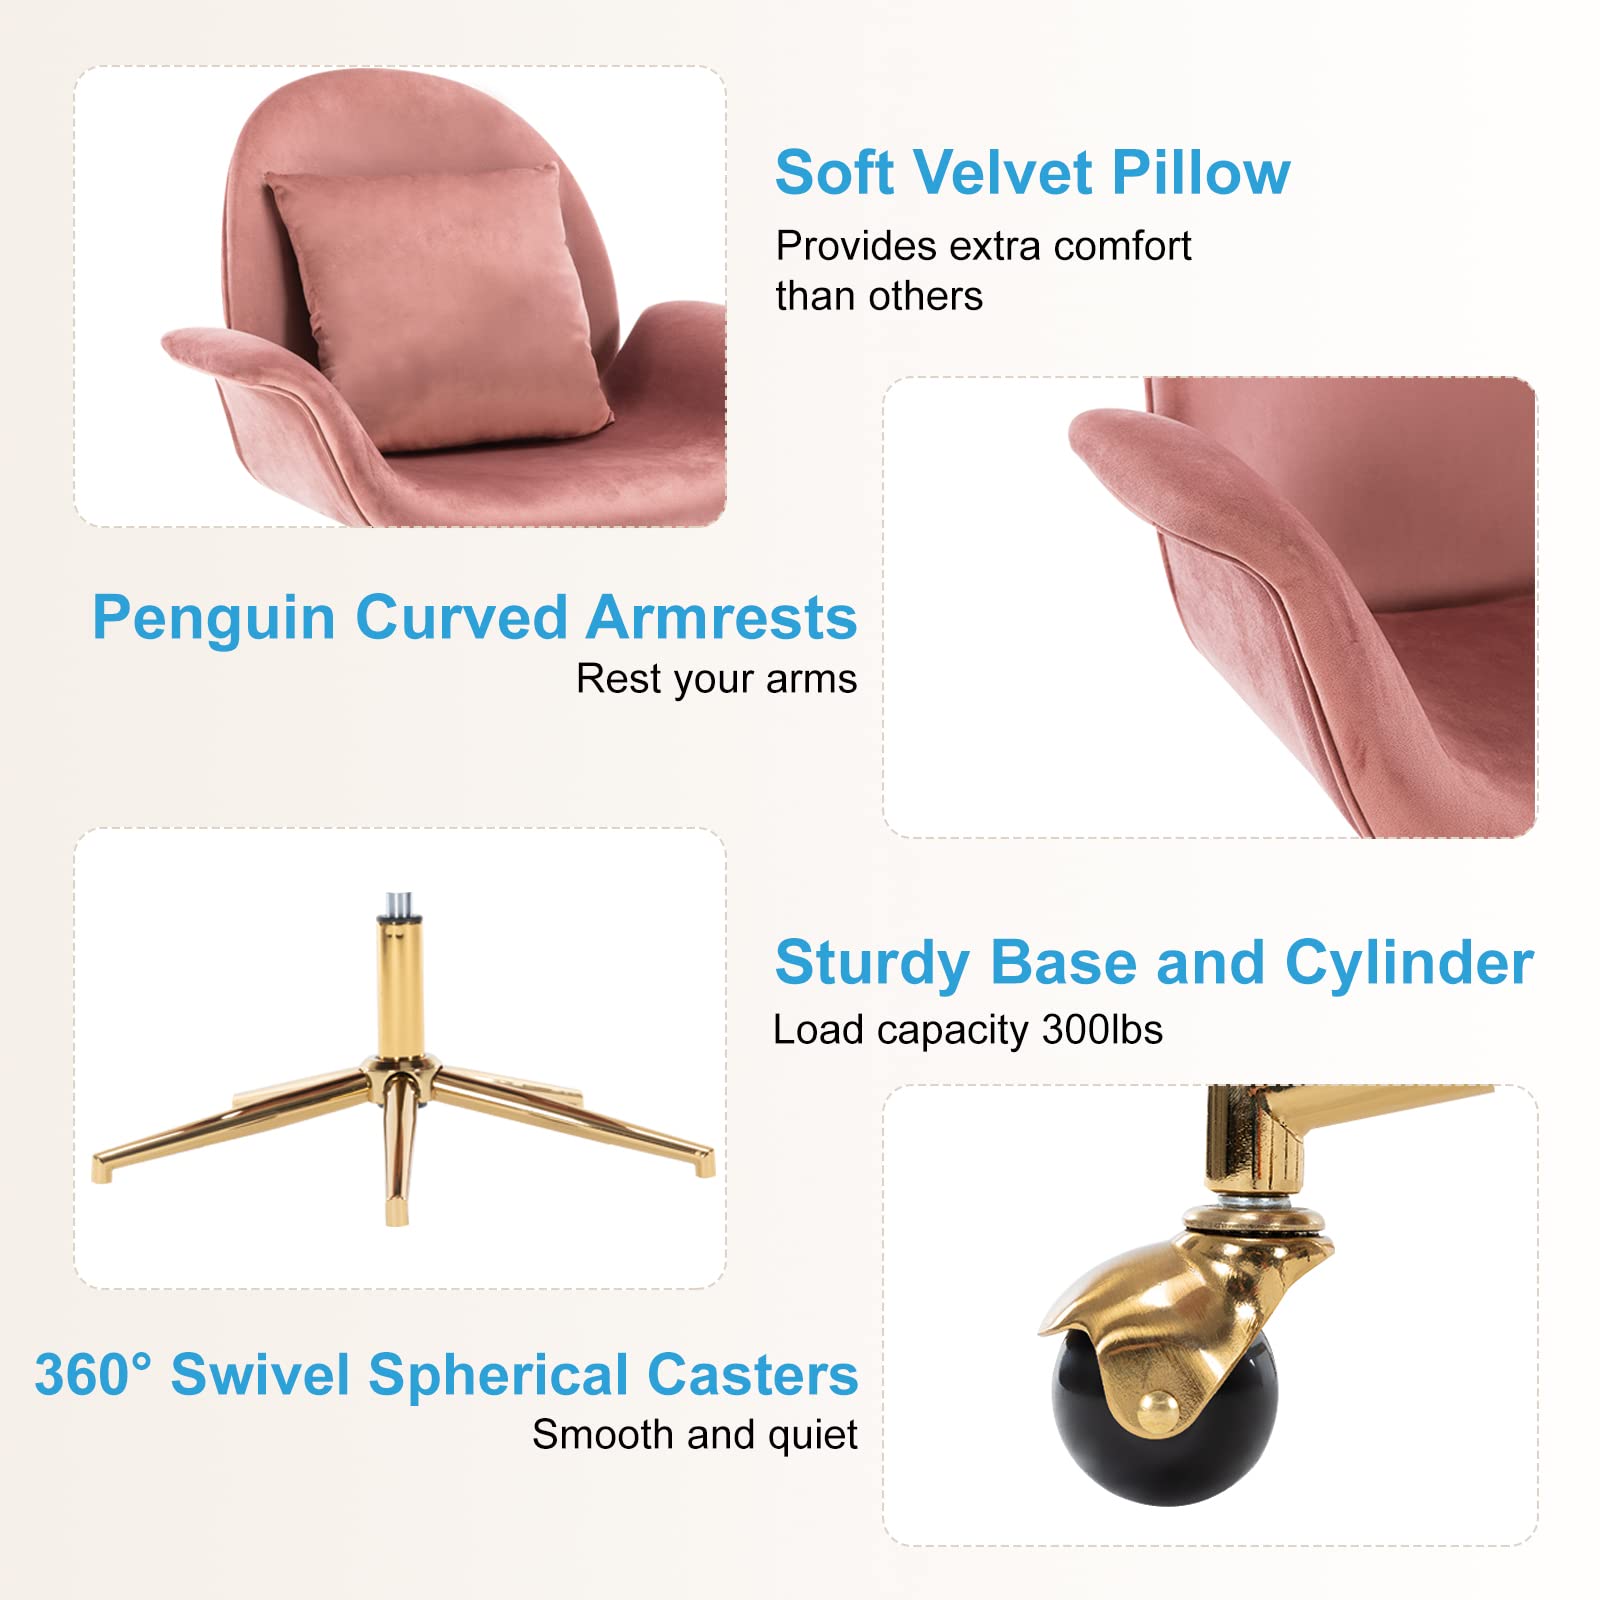 Soft Velvet Pillow
Provides extra comfort
than others
Penguin Curved Armrests
Rest your arms
Sturdy Base and Cylinder
Load capacity 300lbs
360° Swivel Spherical Casters
Smooth and quiet